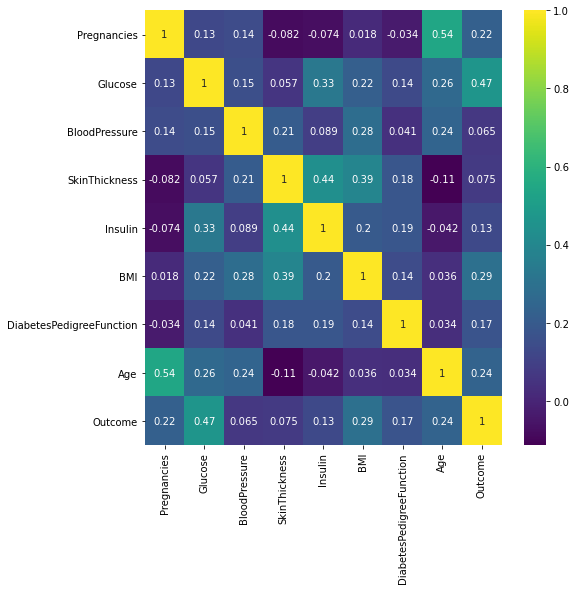 Pregnancies 1 0.13 0.14 -0.082 -0.074 0.018 -0.034 0.54 0.22
Glucose 0.13 1 0.15 0.057 0.33 0.22 0.14 0.26 0.47
BloodPressure 0.14 0.15 1 0.21 0.089 0.28 0.041 0.24 0.065
SkinThickness -0.082 0.057 0.21 1 0.44 0.39 0.18 -0.11 0.075
Insulin -0.074 0.33 0.089 0.44 1 0.2 0.19 -0.042 0.13
BMI 0.018 0.22 0.28 0.39 0.2 1 0.14 0.036 0.29
DiabetesPedigreeFunction -0.034 0.14 0.041 0.18 0.19 0.14 1 0.034 0.17
Age 0.54 0.26 0.24 -0.11 -0.042 0.036 0.034 1 0.24
Outcome 0.22 0.47 0.065 0.075 0.13 0.29 0.17 0.24 1
Pregnancies
Glucose
BloodPressure
SkinThickness
Insulin
BMI
DiabetesPedigreeFunction
Age
Outcome
1.0
0.8
0.6
0.4
0.2
0.0